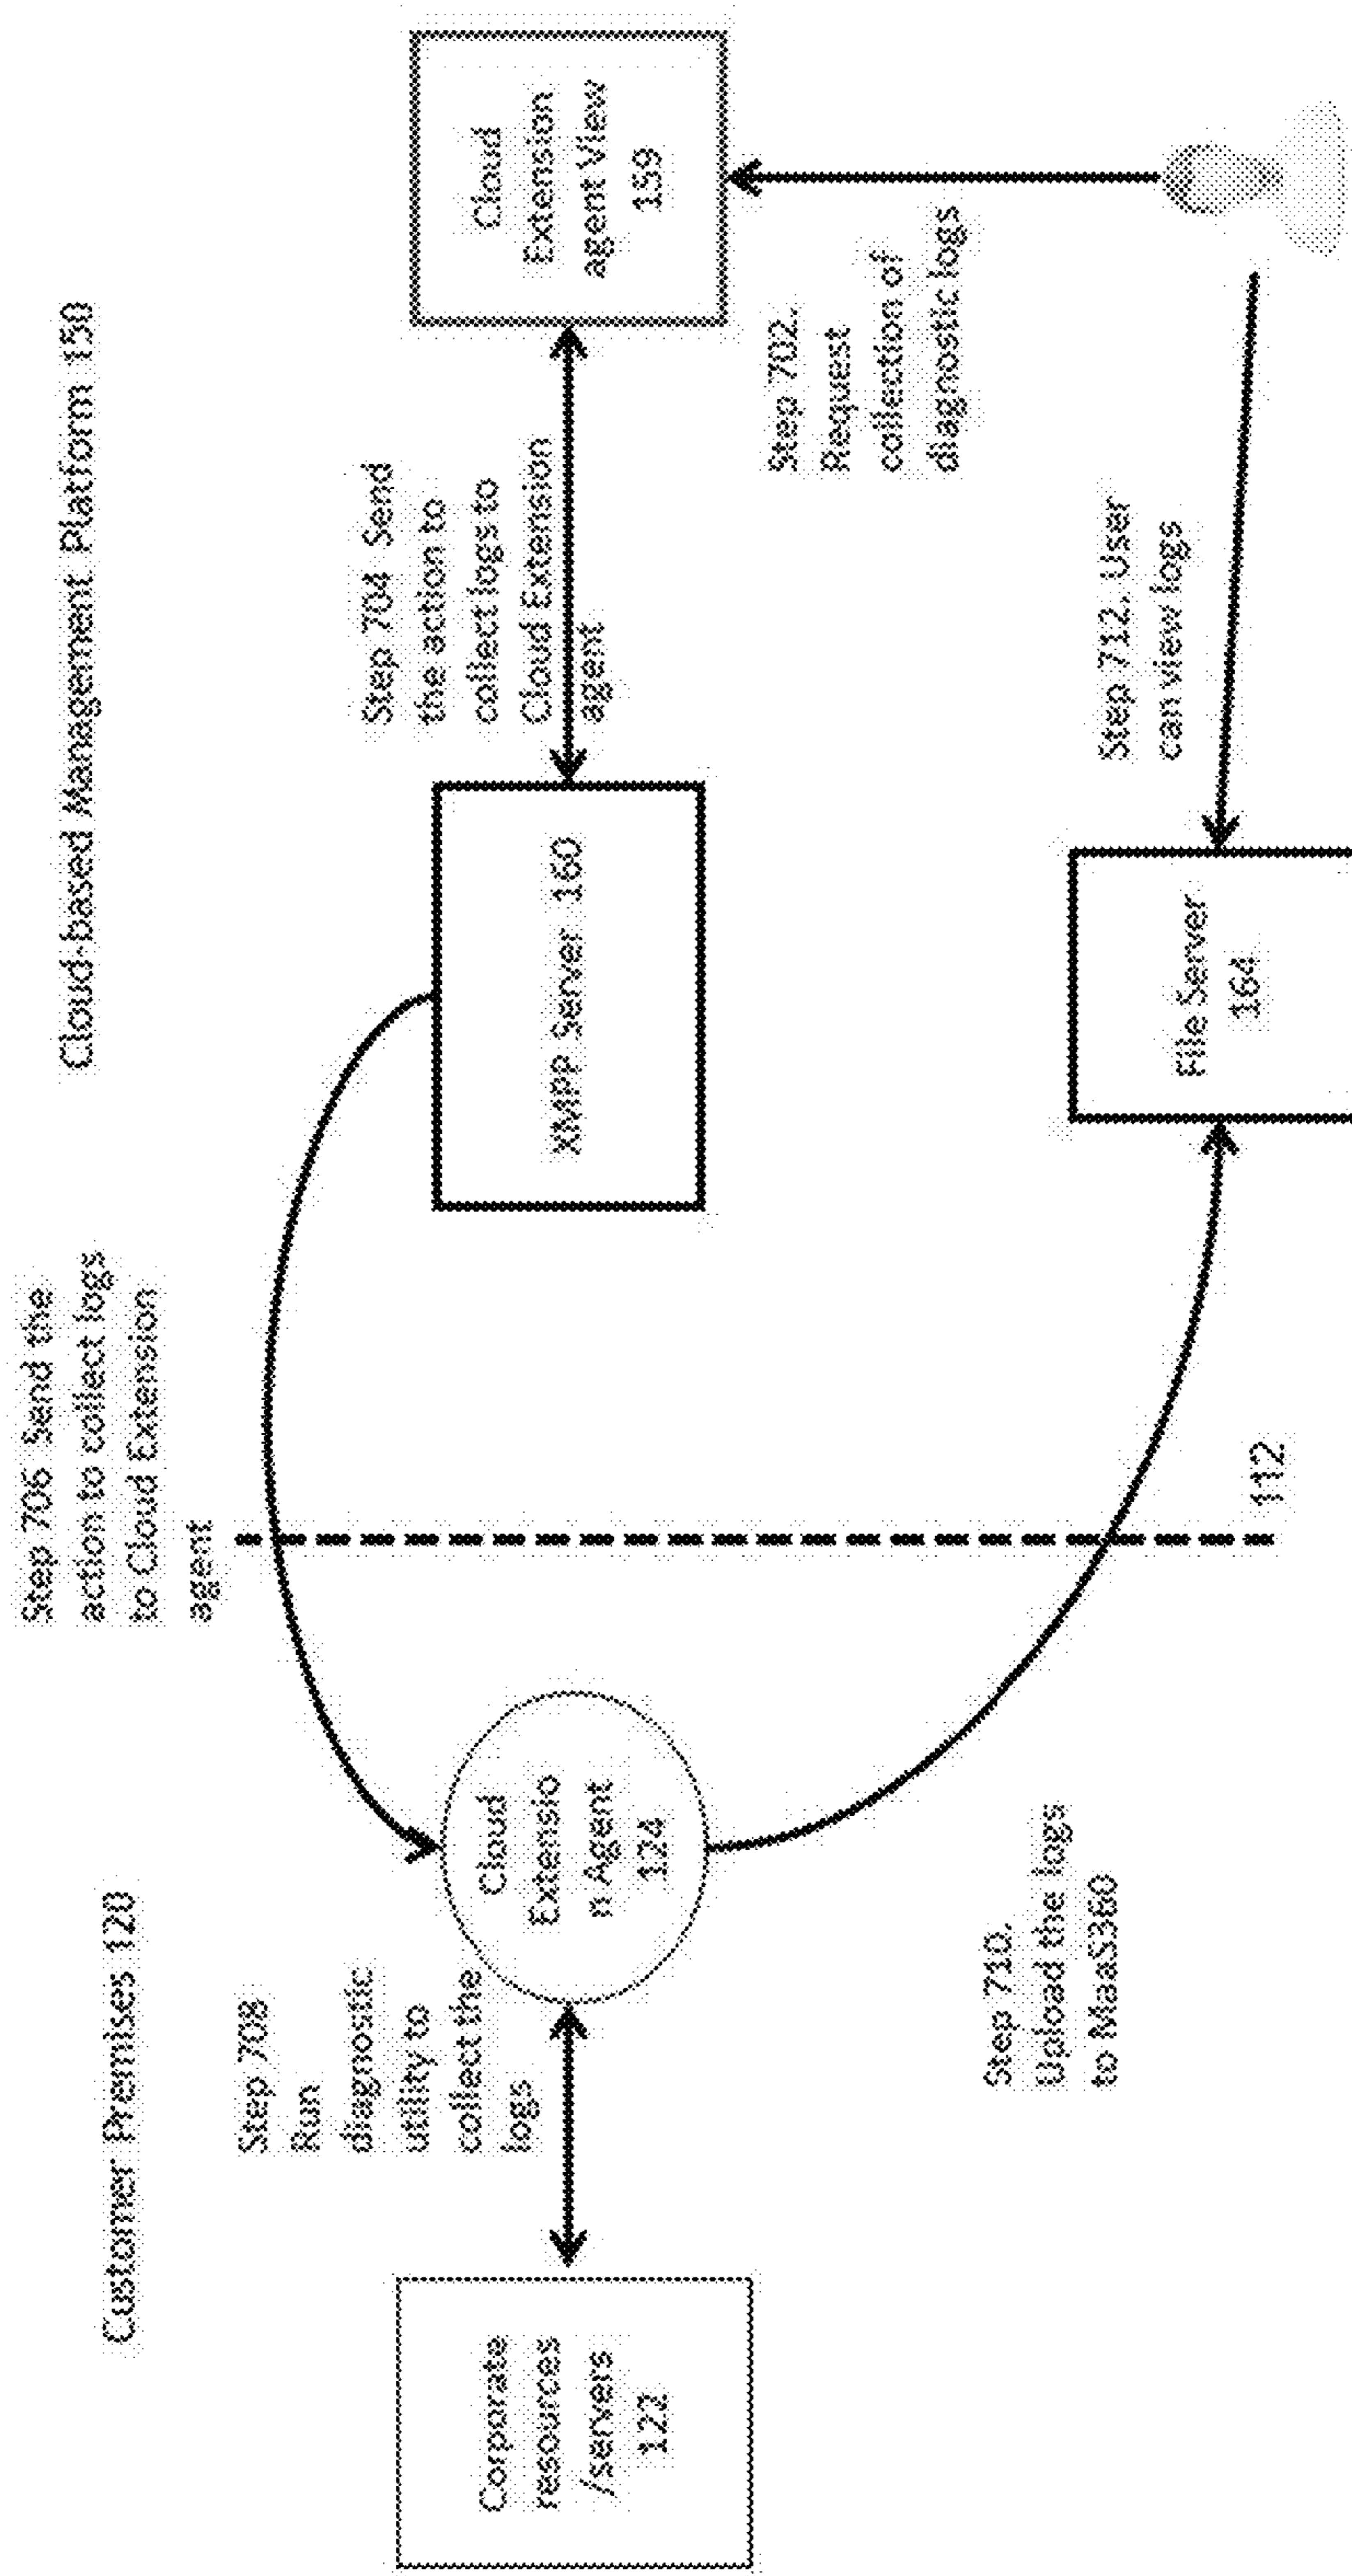 Customer Premises 120
Cloud-based Management Platform 150
Step 706 Send the
action to collect logs
to Cloud Extension
agent
Step 708
Run
diagnostic
utility to
collect the
logs
Step 704 Send
the action to
collect logs to
Cloud Extension
agent
Corporate
resources
/servers
122
Cloud
Extensio
n Agent
124
XMPP Server 160
Cloud
Extension
agent View
159
Step 702.
Request
collection of
diagnostic logs
Step 710.
Upload the logs
to MaaS360
Step 712. User
can view logs
File Server
164
112